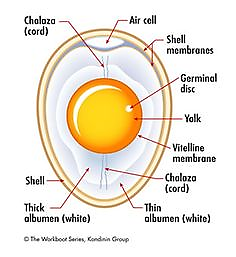 Chalaza
(cord)
Air cell
Shell
membranes
Germinal
disc
Yalk
Vitelline
membrane
Chalaza
(cord)
Shell
Thick
albumen (white)
Thin
albumen (white)
© The Workboot Series, Kondinin Group